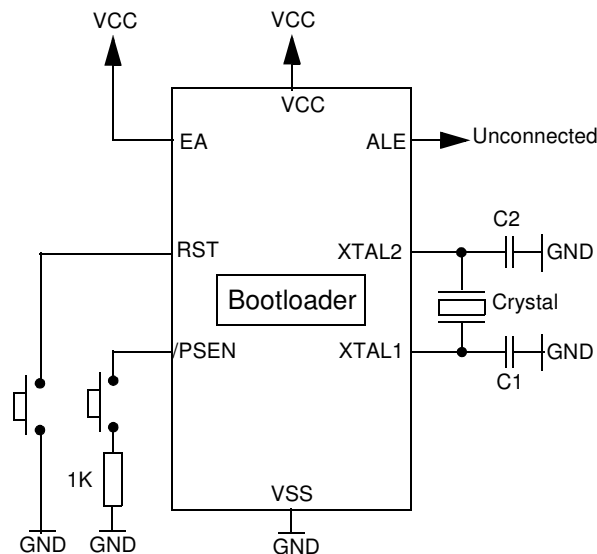 VCC
VCC
VCC
EA
ALE
Unconnected
C2
RST
XTAL2
GND
Bootloader
Crystal
/PSEN
XTAL1
GND
C1
1K
VSS
GND
GND
GND